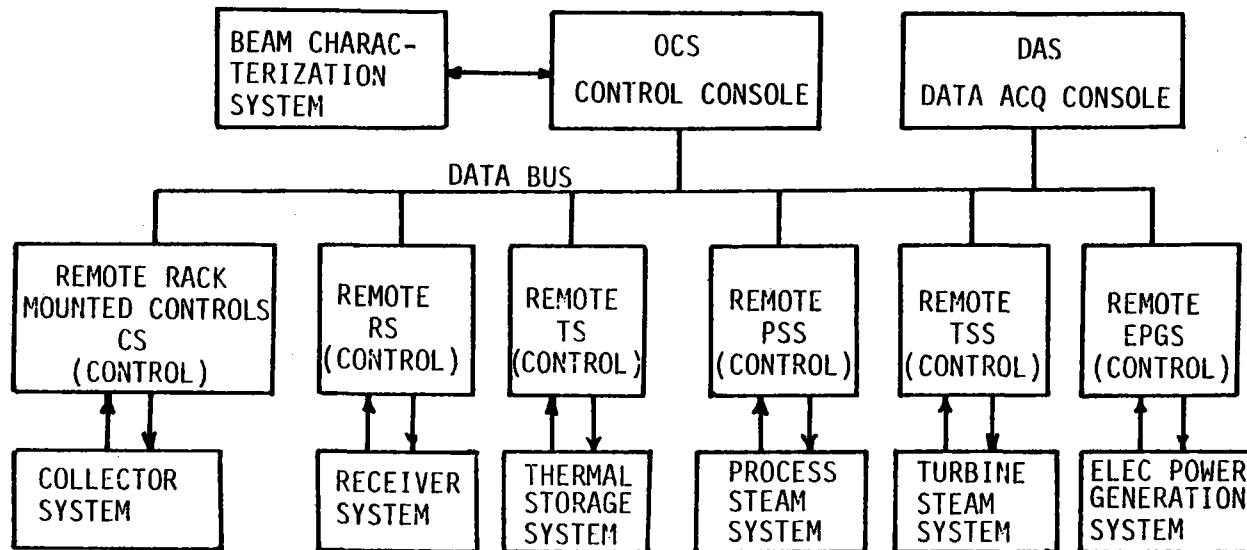 BEAM CHARAC-
TERIZATION
SYSTEM
OCS
CONTROL CONSOLE
DAS
DATA ACQ CONSOLE
DATA BUS
REMOTE RACK
MOUNTED CONTROLS
CS
(CONTROL)
REMOTE
RS
(CONTROL)
REMOTE
TS
(CONTROL)
REMOTE
PSS
(CONTROL)
REMOTE
TSS
(CONTROL)
REMOTE
EPGS
(CONTROL)
COLLECTOR
SYSTEM
RECEIVER
SYSTEM
THERMAL
STORAGE
SYSTEM
PROCESS
STEAM SYSTEM
TURBINE
STEAM SYSTEM
ELEC POWER
GENERATION
SYSTEM